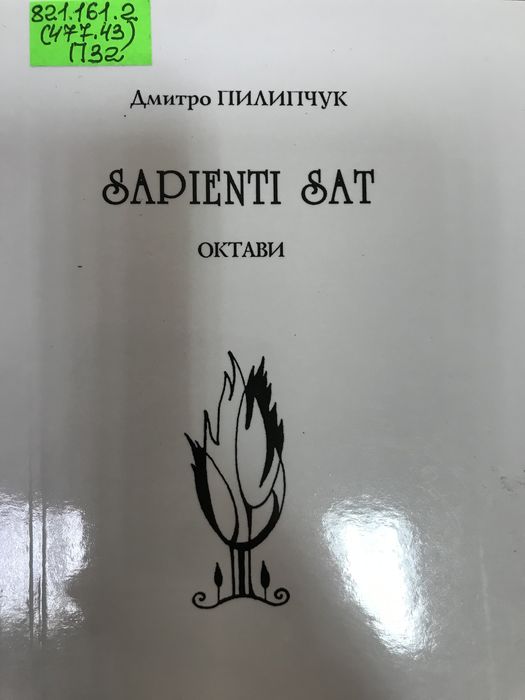 821.161.2
(477.43)
П32
Дмитро ПИЛИПЧУК
SAPIENTI SAT
ОКТАВИ